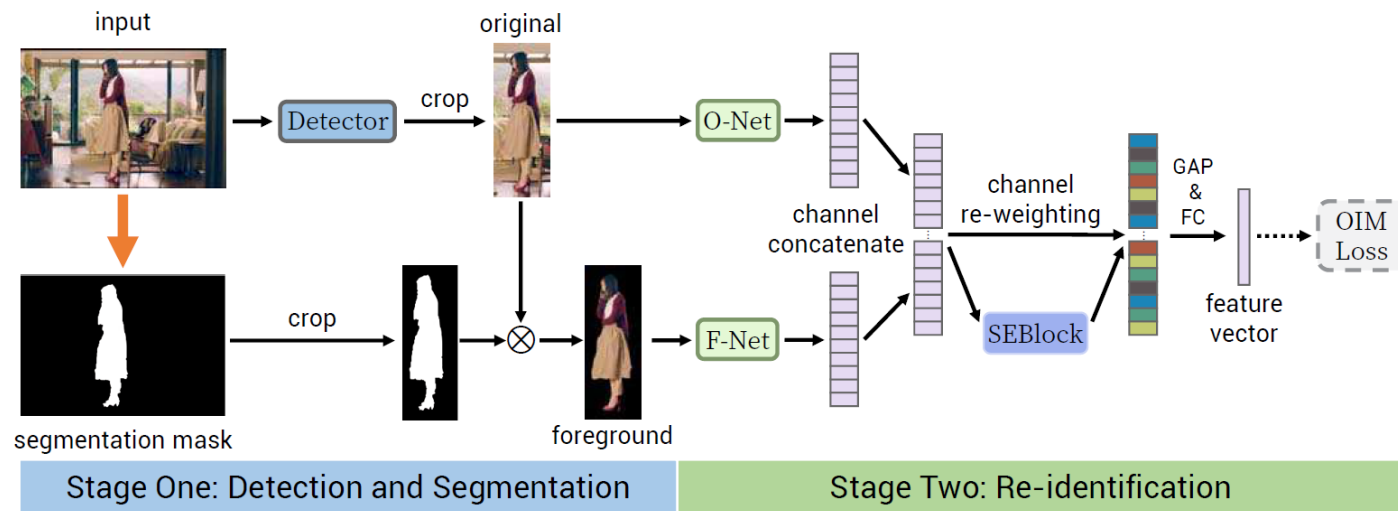 input
original
Detector
crop
O-Net
channel
concatenate
channel
re-weighting
GAP
&
FC
OIM
Loss
crop
F-Net
SEBlock
feature
vector
segmentation mask
foreground
Stage One: Detection and Segmentation
Stage Two: Re-identification